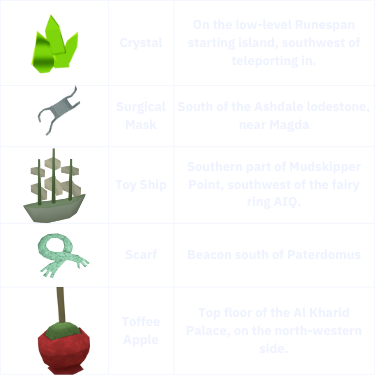 Crystal
On the low-level Runespan
starting island, southwest of
teleporting in.
Surgical
Mask
South of the Ashdale lodestone,
near Magda
Toy Ship
Southern part of Mudskipper
Point, southwest of the fairy
ring AIQ.
Scarf
Beacon south of Paterdomus
Toffee
Apple
Top floor of the Al Kharid
Palace, on the north-western
side.